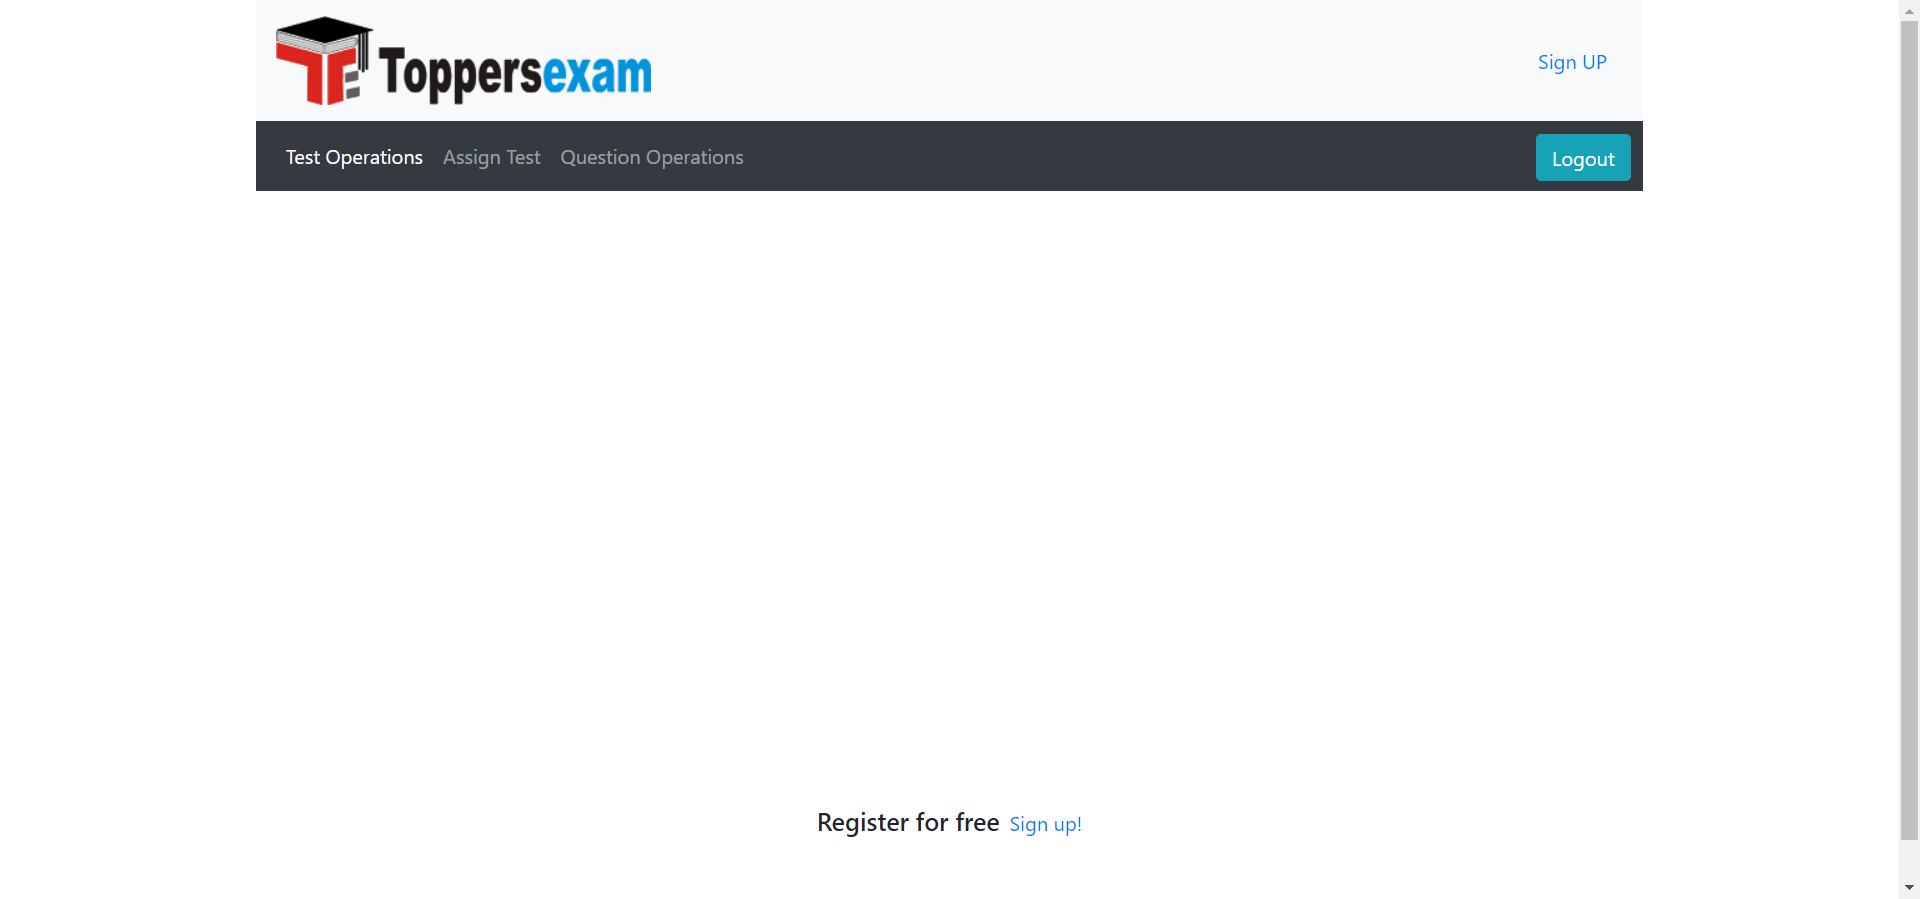 Toppersexam
Sign UP
Test Operations Assign Test Question Operations Logout
Register for free Sign up!